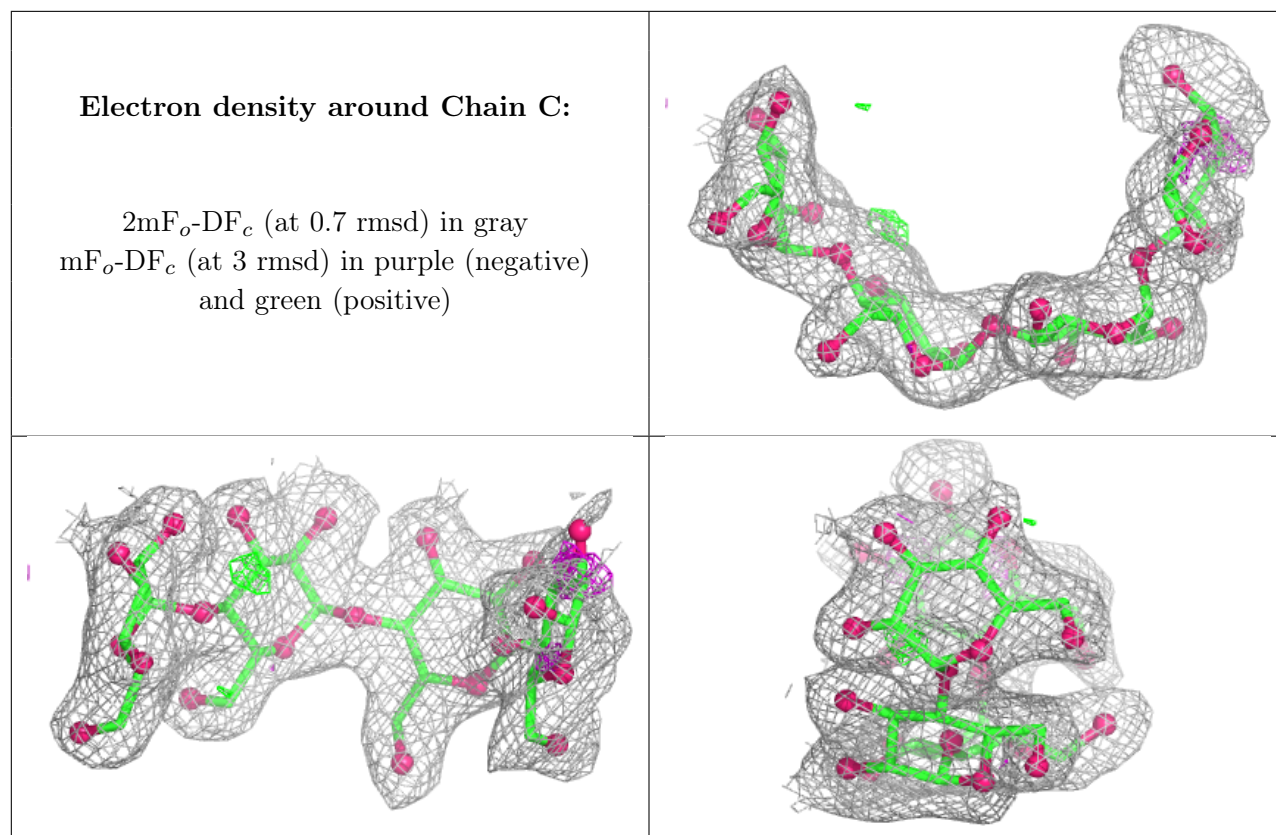 Electron density around Chain C:
2mFₒ-DF𝒸 (at 0.7 rmsd) in gray
mFₒ-DF𝒸 (at 3 rmsd) in purple (negative)
and green (positive)